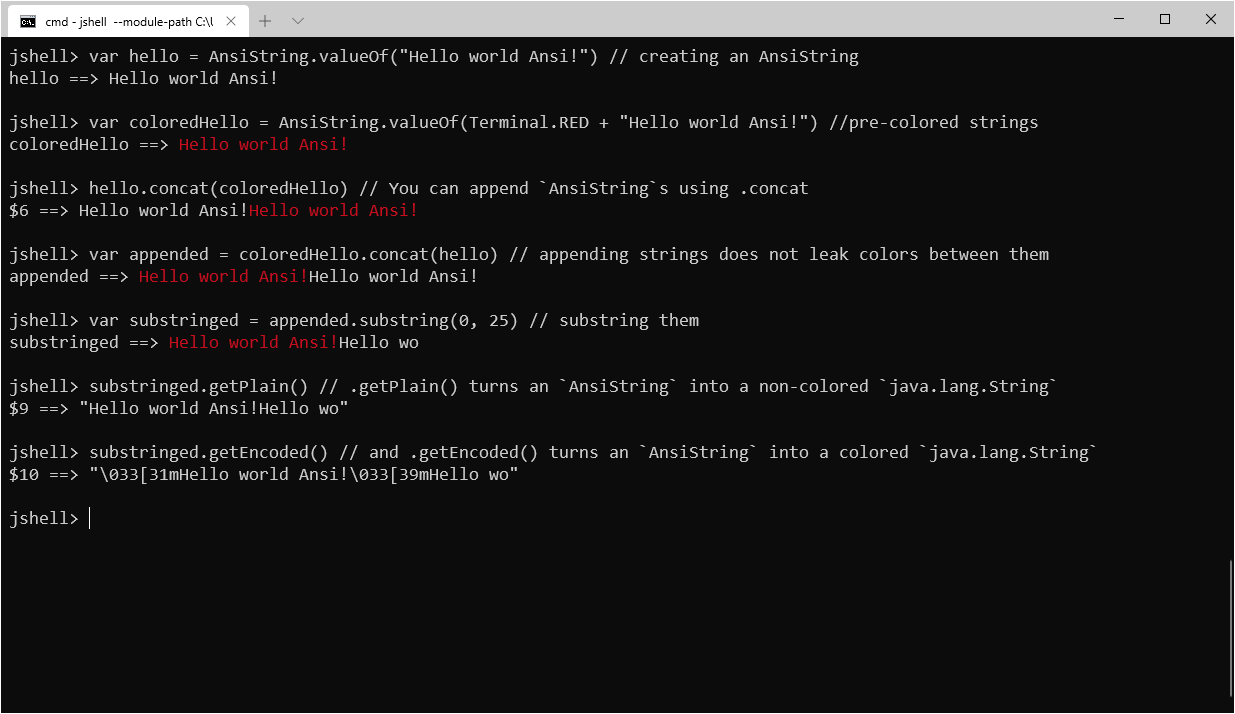 cmd - jshell --module-path C:\U
jshell> var hello = AnsiString.valueOf("Hello world Ansi!") // creating an AnsiString
hello ==> Hello world Ansi!
jshell> var coloredHello = AnsiString.valueOf(Terminal.RED + "Hello world Ansi!") //pre-colored strings
coloredHello ==> Hello world Ansi!
jshell> hello.concat(coloredHello) // You can append `AnsiString`s using .concat
$6 ==> Hello world Ansi!Hello world Ansi!
jshell> var appended = coloredHello.concat(hello) // appending strings does not leak colors between them
appended ==> Hello world Ansi!Hello world Ansi!
jshell> var substringed = appended.substring(0, 25) // substring them
substringed ==> Hello world Ansi!Hello wo
jshell> substringed.getPlain() // .getPlain() turns an `AnsiString` into a non-colored `java.lang.String`
$9 ==> "Hello world Ansi!Hello wo"
jshell> substringed.getEncoded() // and .getEncoded() turns an `AnsiString` into a colored `java.lang.String`
$10 ==> "\033[31mHello world Ansi!\033[39mHello wo"
jshell>